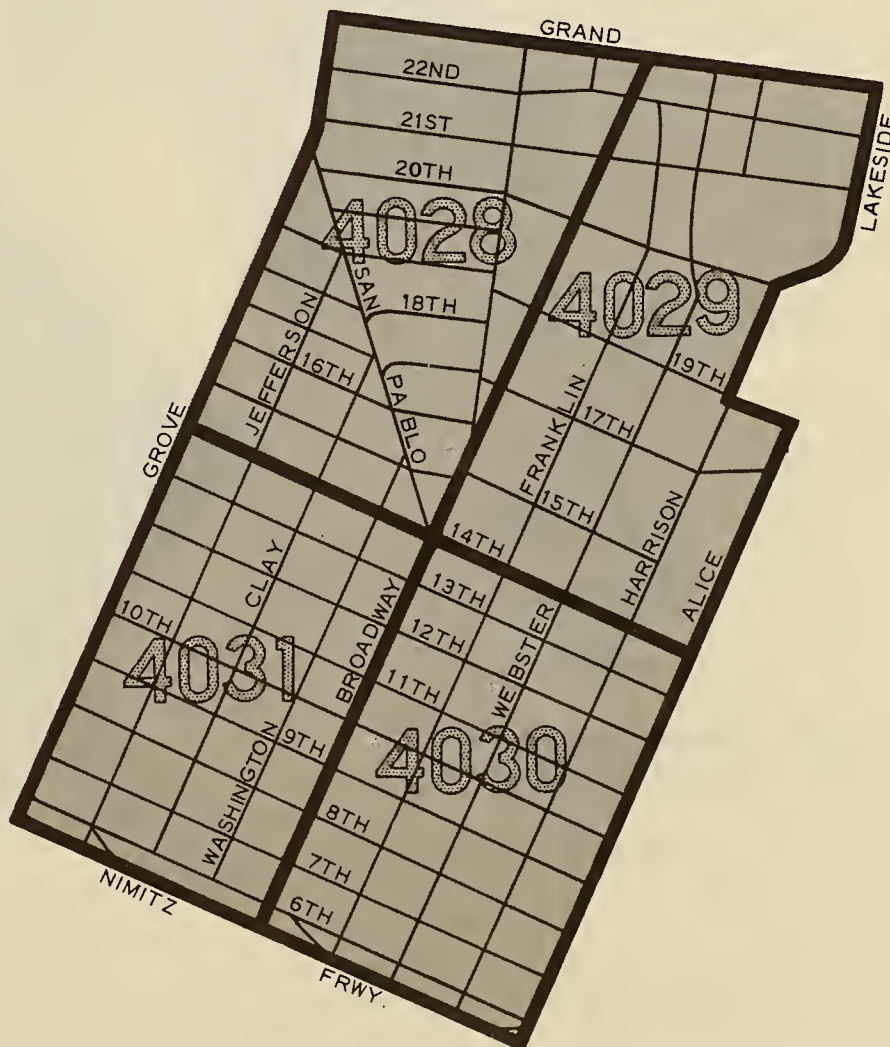 GRAND
22ND
21ST
20TH
LAKESIDE
4028
SAN PABLO
18TH
4029
JEFFERSON
16TH
19TH
FRANKLIN
17TH
GROVE
15TH
14TH
HARRISON
ALICE
CLAY
13TH
BROADWAY
12TH
WEBSTER
10TH
11TH
4031
9TH
4030
WASHINGTON
8TH
7TH
6TH
NIMITZ FRWY.